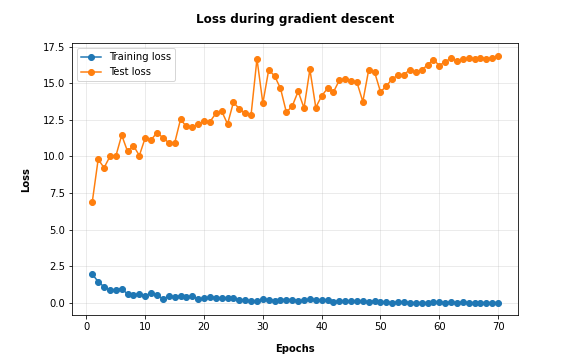 Loss during gradient descent
Training loss
Test loss
17.5
15.0
12.5
10.0
7.5
5.0
2.5
0.0
Loss
0 10 20 30 40 50 60 70
Epochs